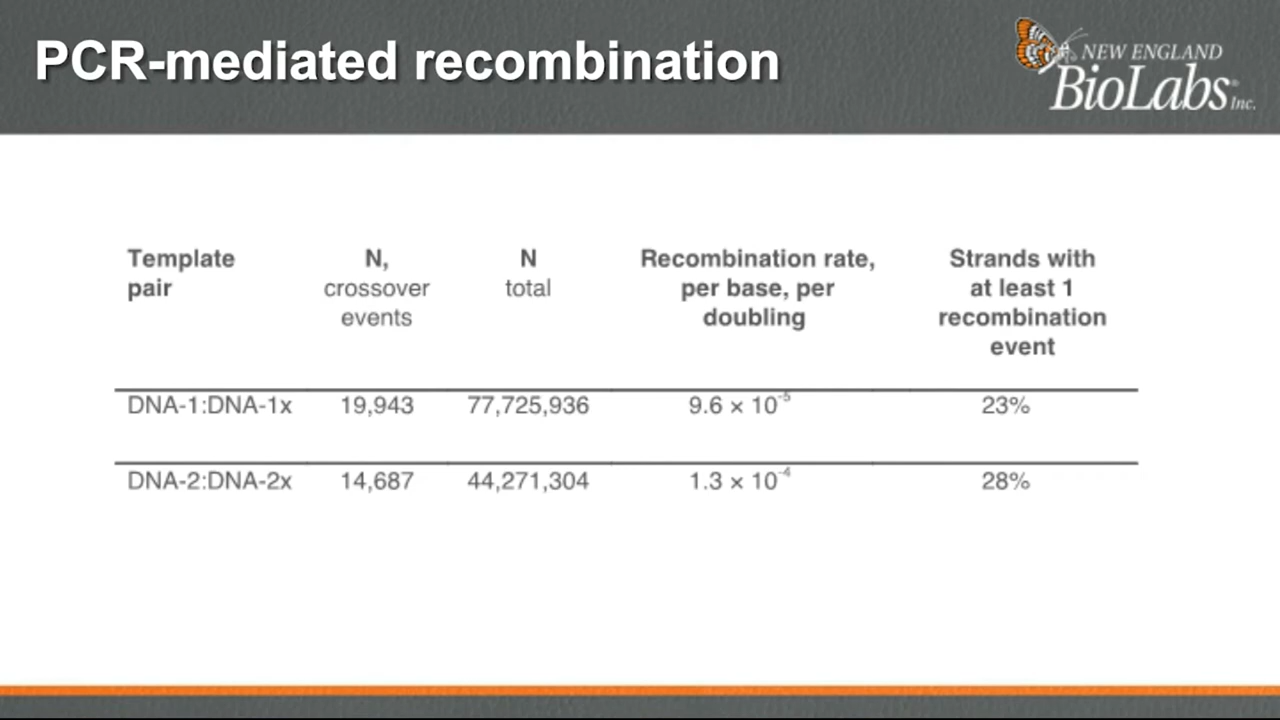 PCR-mediated recombination
NEW ENGLAND
BioLabs® Inc.
Template pair
N, crossover events
N total
Recombination rate, per base, per doubling
Strands with at least 1 recombination event
DNA-1:DNA-1x 19,943 77,725,936 9.6 × 10⁻⁵ 23%
DNA-2:DNA-2x 14,687 44,271,304 1.3 × 10⁻⁴ 28%